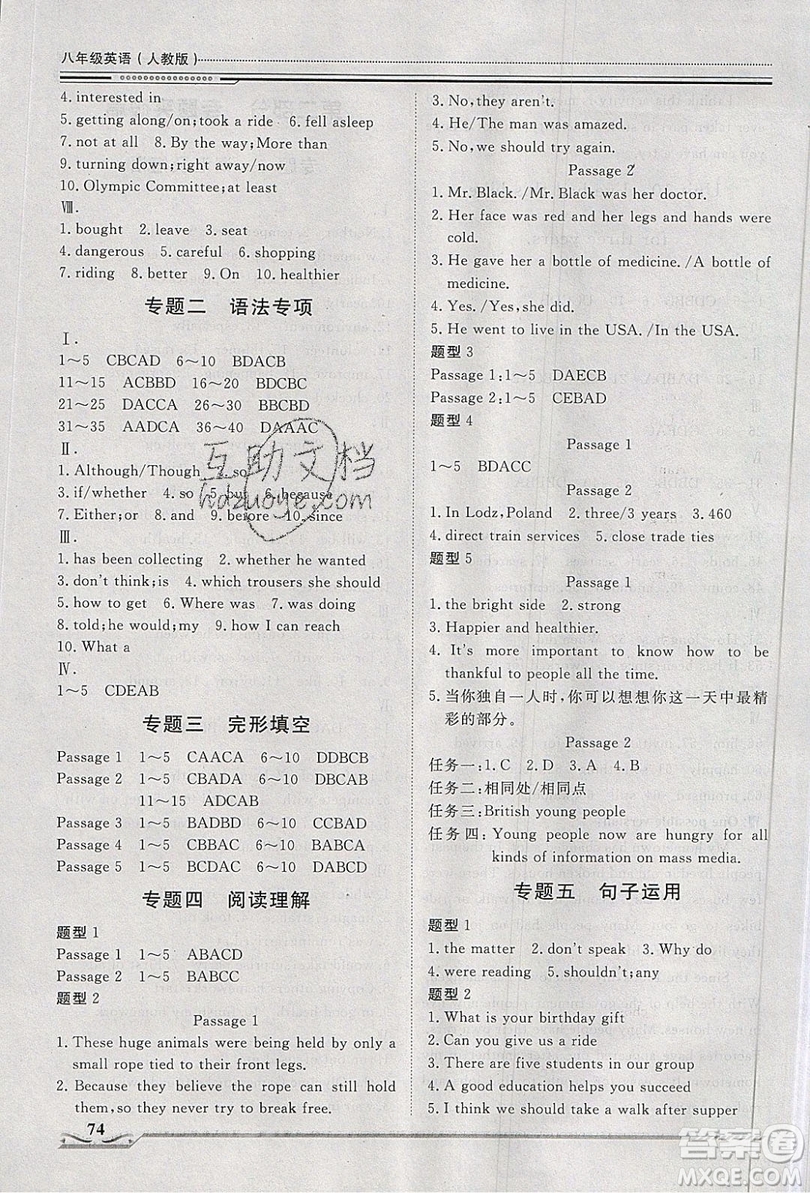 八年级英语(人教版)
4. interested in
5. getting along/on;took a ride 6. fell asleep
7. not at all 8. By the way;More than
9. turning down;right away/now
10. Olympic Committee;at least
Ⅷ.
1. bought 2. leave 3. seat
4. dangerous 5. careful 6. shopping
7. riding 8. better 9. On 10. healthier
专题二 语法专项
Ⅰ.
1~5 CBCAD 6~10 BDACB
11~15 ACBBD 16~20 BDCBC
21~25 DACCA 26~30 BBCBD
31~35 AADCA 36~40 DAAAC
Ⅱ.
1. Although/Though 2. so
3. if/whether 4. so 5. but 6. because
7. Either;or 8. and 9. before 10. since
Ⅲ.
1. has been collecting 2. whether he wanted
3. don't think;is 4. which trousers she should
5. how to get 6. Where was 7. was doing
8. told;he would;my 9. how I can reach
10. What a
Ⅳ.
1~5 CDEAB
专题三 完形填空
Passage 1 1~5 CAACA 6~10 DDBCB
Passage 2 1~5 CBADA 6~10 DBCAB
11~15 ADCAB
Passage 3 1~5 BADBD 6~10 CCBAD
Passage 4 1~5 CCBBC 6~10 BABCA
Passage 5 1~5 BCDAC 6~10 DABCD
专题四 阅读理解
题型 1
Passage 1 1~5 ABACD
Passage 2 1~5 BABCC
题型 2
Passage 1
1. These huge animals were being held by only a
small rope tied to their front legs.
2. Because they believe the rope can still hold
them,so they never try to break free.
74
3. No,they aren't.
4. He/The man was amazed.
5. No,we should try again.
Passage 2
1. Mr. Black./Mr. Black was her doctor.
2. Her face was red and her legs and hands were
cold.
3. He gave her a bottle of medicine./A bottle of
medicine.
4. Yes./Yes,she did.
5. He went to live in the USA./In the USA.
题型 3
Passage 1:1~5 DAECB
Passage 2:1~5 CEBAD
题型 4
Passage 1
1~5 BDACC
Passage 2
1. In Lodz,Poland 2. three/3 years 3. 460
4. direct train services 5. close trade ties
题型 5
Passage 1
1. the bright side 2. strong
3. Happier and healthier.
4. It's more important to know how to be
thankful to people all the time.
5. 当你独自一人时,你可以想想你这一天中最精
彩的部分。
Passage 2
任务一:1. C 2. D 3. A 4. B
任务二:相同处/相同点
任务三:British young people
任务四:Young people now are hungry for all
kinds of information on mass media.
专题五 句子运用
题型 1
1. the matter 2. don't speak 3. Why do
4. were reading 5. shouldn't;any
题型 2
1. What is your birthday gift
2. Can you give us a ride
3. There are five students in our group
4. A good education helps you succeed
5. I think we should take a walk after supper
互助文档
hdzuoye.com
答案圈
MXQE.COM